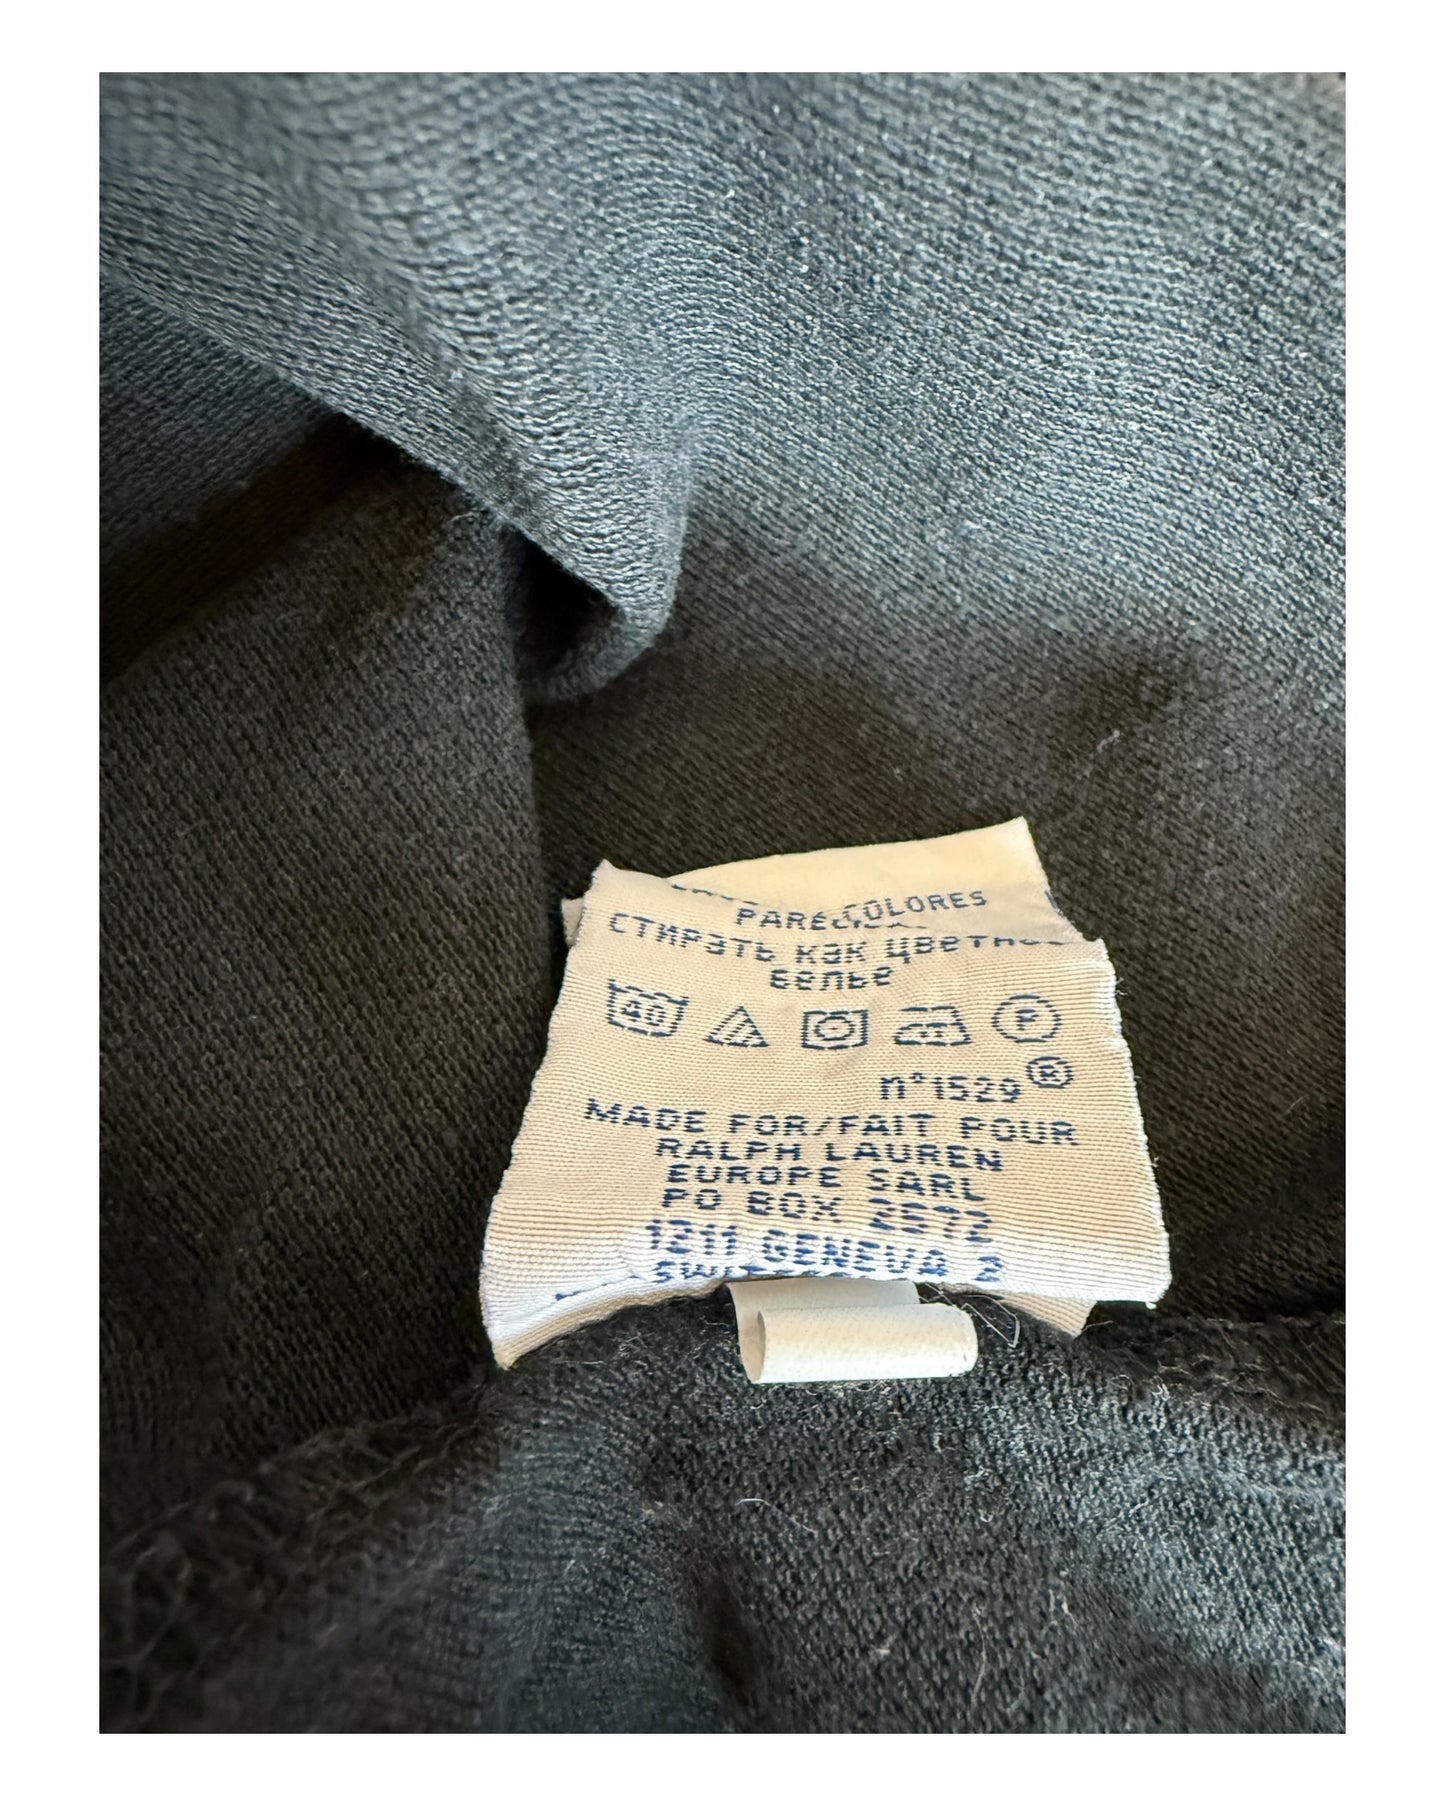 PARECIDOS COLORES
СТИРАТЬ КАК ЦВЕТНОЕ
БЕЛЬЕ
40 P
n°1529 ®
MADE FOR/FAIT POUR
RALPH LAUREN
EUROPE SARL
PO BOX 2572
1211 GENEVA 2